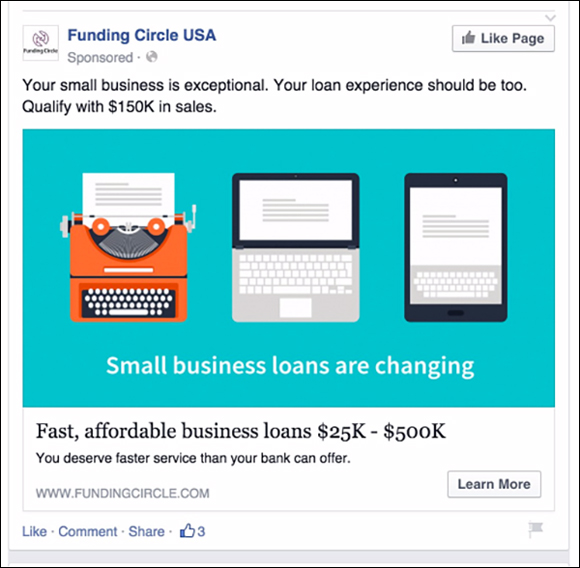 Funding Circle
Funding Circle USA
Like Page
Sponsored ·
Your small business is exceptional. Your loan experience should be too.
Qualify with $150K in sales.
Small business loans are changing
Fast, affordable business loans $25K - $500K
You deserve faster service than your bank can offer.
Learn More
WWW.FUNDINGCIRCLE.COM
Like · Comment · Share · 3